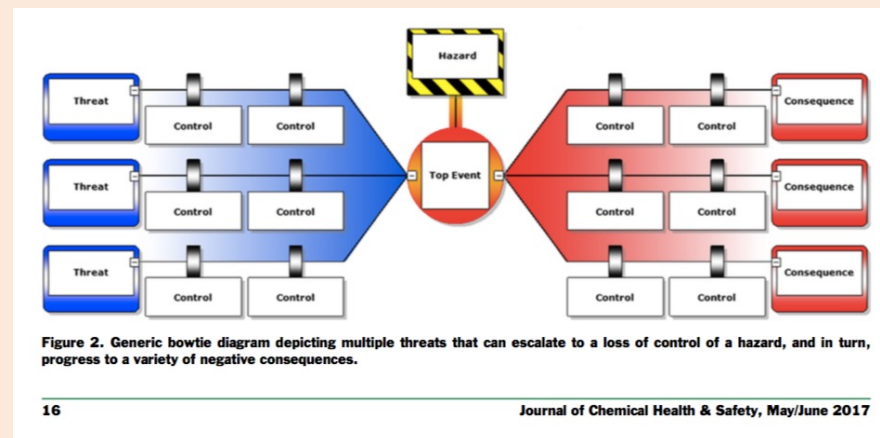 Hazard
Threat
Control
Control
Control
Control
Consequence
Top Event
Threat
Control
Control
Control
Control
Consequence
Threat
Control
Control
Control
Control
Consequence
Figure 2. Generic bowtie diagram depicting multiple threats that can escalate to a loss of control of a hazard, and in turn,
progress to a variety of negative consequences.
16 Journal of Chemical Health & Safety, May/June 2017